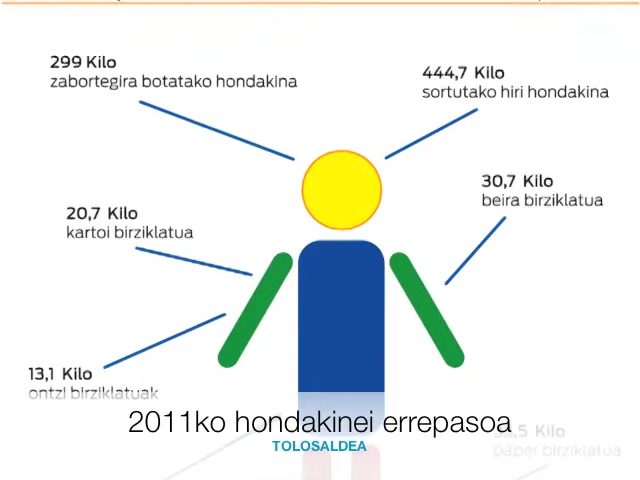 299 Kilo
zabortegira botatako hondakina
444,7 Kilo
sortutako hiri hondakina
30,7 Kilo
beira birziklatua
20,7 Kilo
kartoi birziklatua
13,1 Kilo
ontzi birziklatuak
2011ko hondakinei errepasoa
TOLOSALDEA
Kilo
paber birziklatua